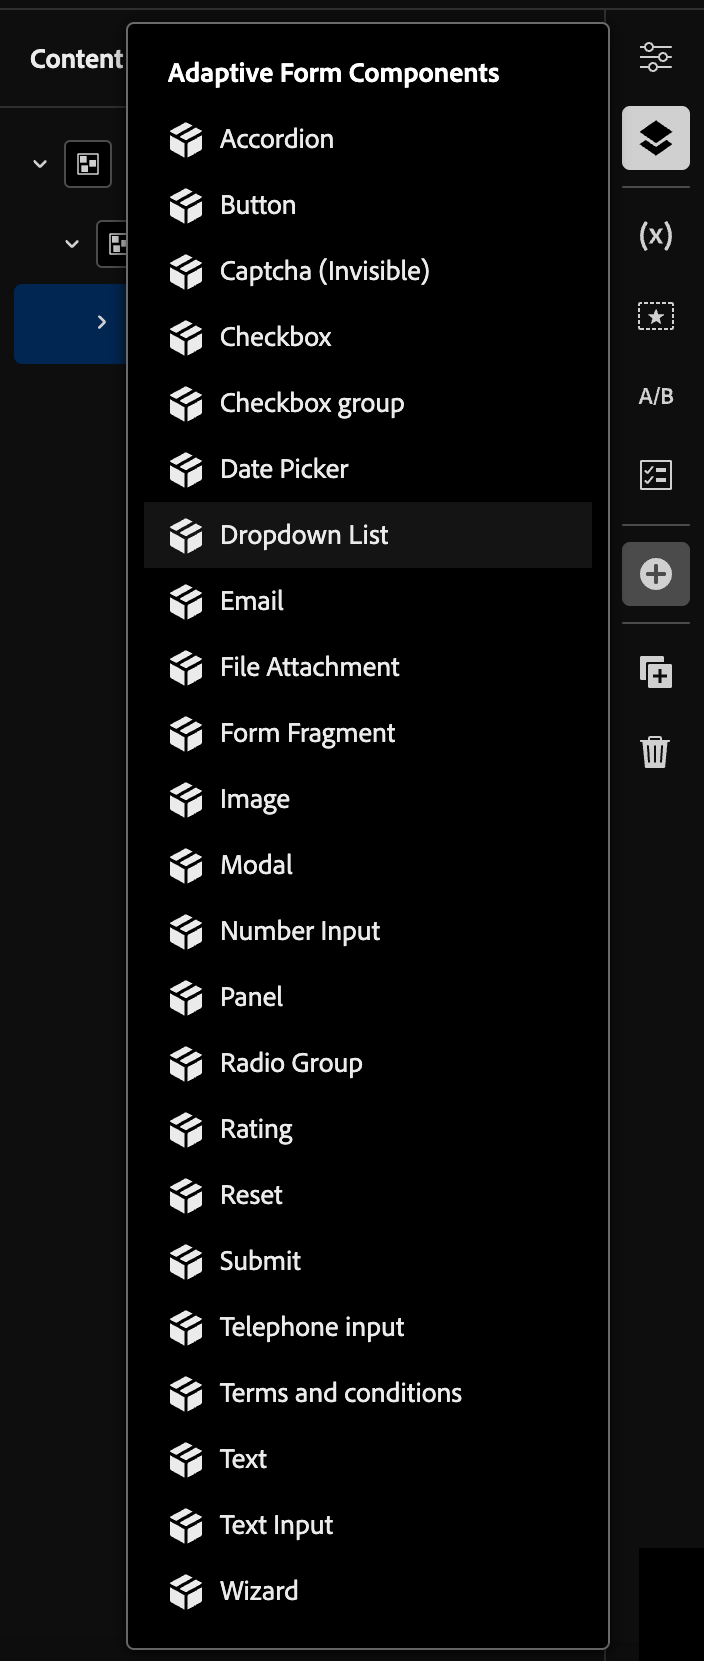 Content
Adaptive Form Components
Accordion
Button
Captcha (Invisible)
Checkbox
Checkbox group
Date Picker
Dropdown List
Email
File Attachment
Form Fragment
Image
Modal
Number Input
Panel
Radio Group
Rating
Reset
Submit
Telephone input
Terms and conditions
Text
Text Input
Wizard
(x)
A/B